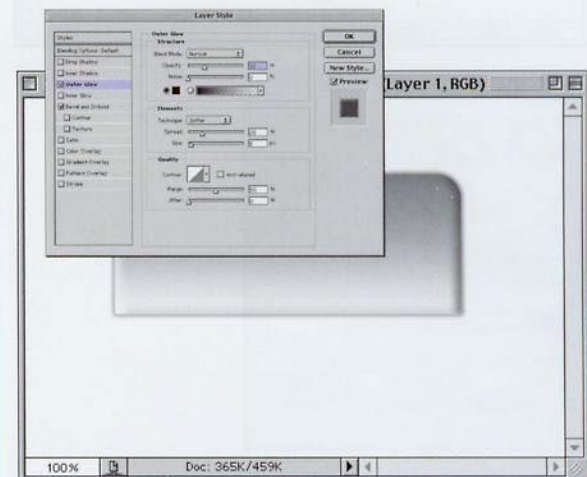 Layer Style
Styles
Blending Options: Default
Drop Shadow
Inner Shadow
Outer Glow
Inner Glow
Bevel and Emboss
Contour
Texture
Satin
Color Overlay
Gradient Overlay
Pattern Overlay
Stroke
Outer Glow
Structure
Blend Mode: Normal
Opacity: %
Noise: %
Elements
Technique: Softer
Spread: %
Size: px
Quality
Contour: Anti-aliased
Range: %
Jitter: %
OK
Cancel
New Style...
Preview
(Layer 1, RGB)
100%
Doc: 365K/459K